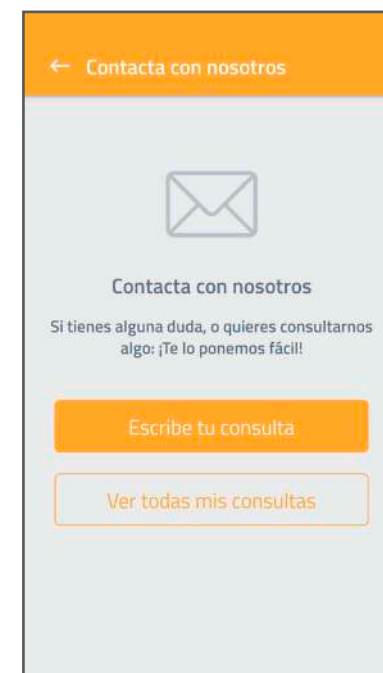 Contacta con nosotros
Contacta con nosotros
Si tienes alguna duda, o quieres consultarnos
algo: ¡Te lo ponemos fácil!
Escribe tu consulta
Ver todas mis consultas